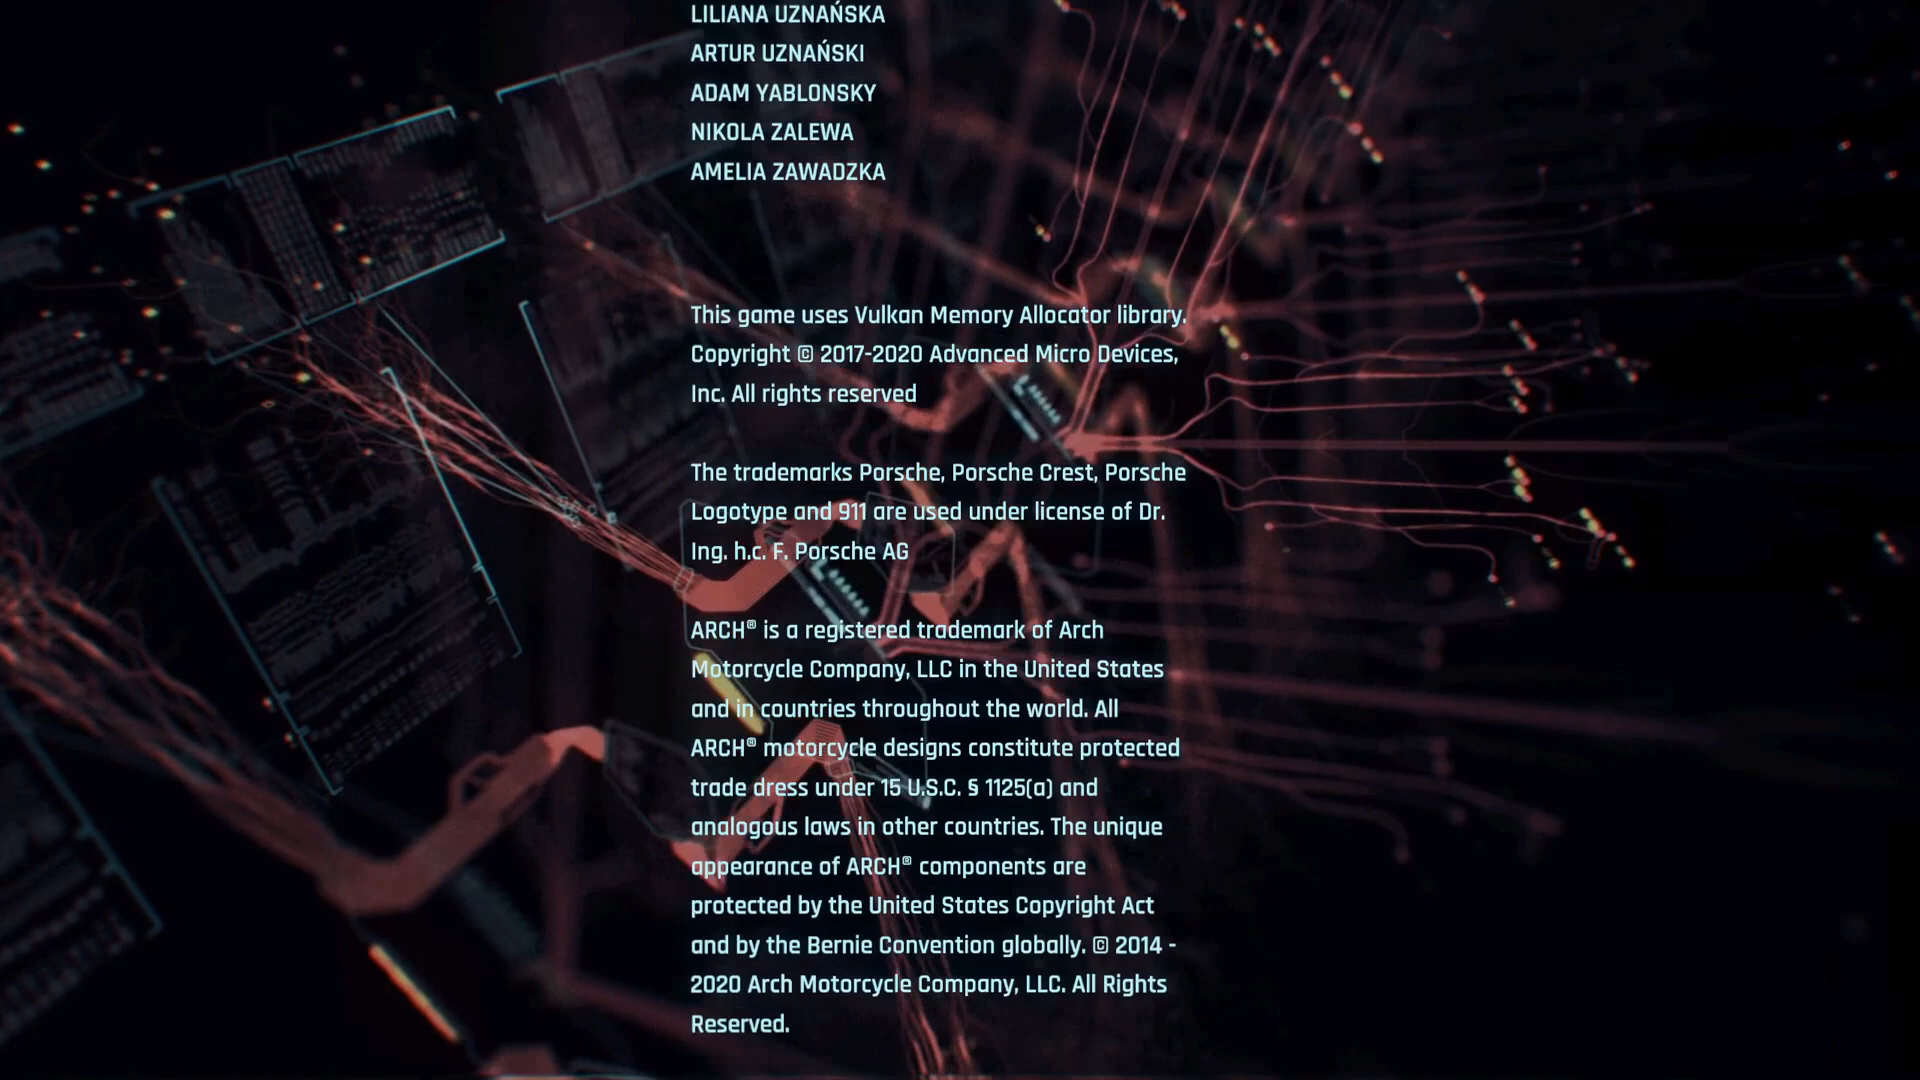 LILIANA UZNAŃSKA
ARTUR UZNAŃSKI
ADAM YABLONSKY
NIKOLA ZALEWA
AMELIA ZAWADZKA
This game uses Vulkan Memory Allocator library.
Copyright © 2017-2020 Advanced Micro Devices,
Inc. All rights reserved
The trademarks Porsche, Porsche Crest, Porsche
Logotype and 911 are used under license of Dr.
Ing. h.c. F. Porsche AG
ARCH® is a registered trademark of Arch
Motorcycle Company, LLC in the United States
and in countries throughout the world. All
ARCH® motorcycle designs constitute protected
trade dress under 15 U.S.C. § 1125(a) and
analogous laws in other countries. The unique
appearance of ARCH® components are
protected by the United States Copyright Act
and by the Bernie Convention globally. © 2014 -
2020 Arch Motorcycle Company, LLC. All Rights
Reserved.